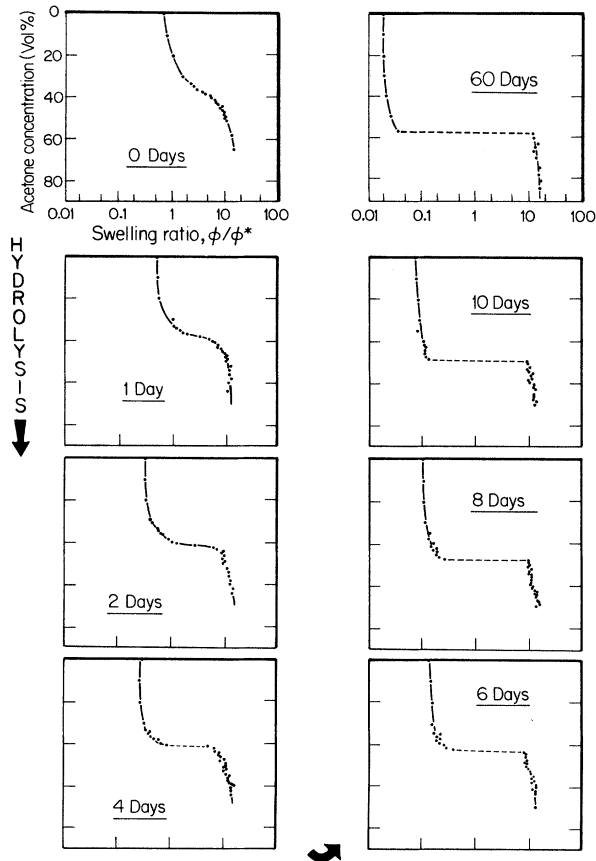 Acetone concentration (Vol %)
0
20
40
60
80
0.01 0.1 1 10 100
Swelling ratio, ϕ/ϕ*
0 Days
60 Days
0.01 0.1 1 10 100
HYDROLYSIS
1 Day
10 Days
2 Days
8 Days
4 Days
6 Days